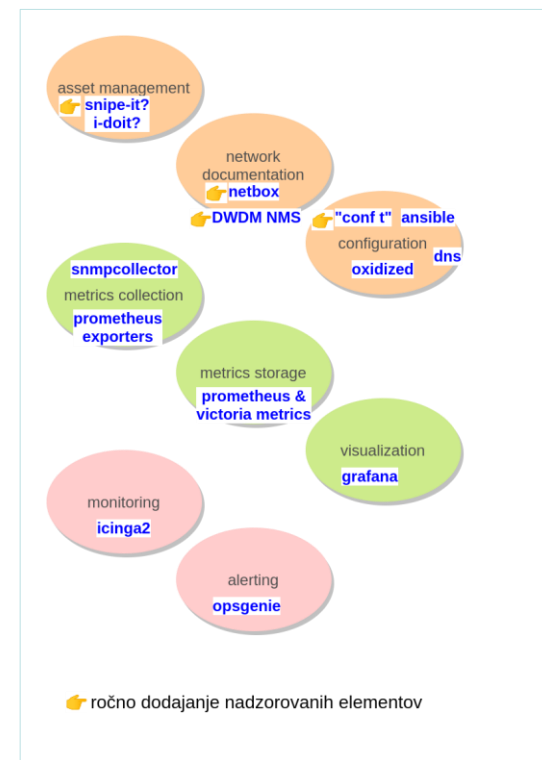 asset management
👉 snipe-it?
i-doit?
network
documentation
👉 netbox
👉 DWDM NMS
👉 "conf t" ansible
configuration
dns
oxidized
snmpcollector
metrics collection
prometheus
exporters
metrics storage
prometheus &
victoria metrics
visualization
grafana
monitoring
icinga2
alerting
opsgenie
👉 ročno dodajanje nadzorovanih elementov